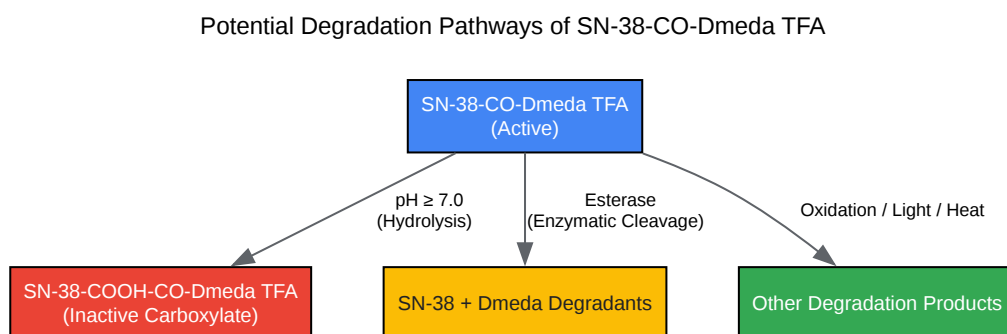 Potential Degradation Pathways of SN-38-CO-Dmeda TFA
SN-38-CO-Dmeda TFA
(Active)
pH ≥ 7.0
(Hydrolysis)
Esterase
(Enzymatic Cleavage)
Oxidation / Light / Heat
SN-38-COOH-CO-Dmeda TFA
(Inactive Carboxylate)
SN-38 + Dmeda Degradants
Other Degradation Products